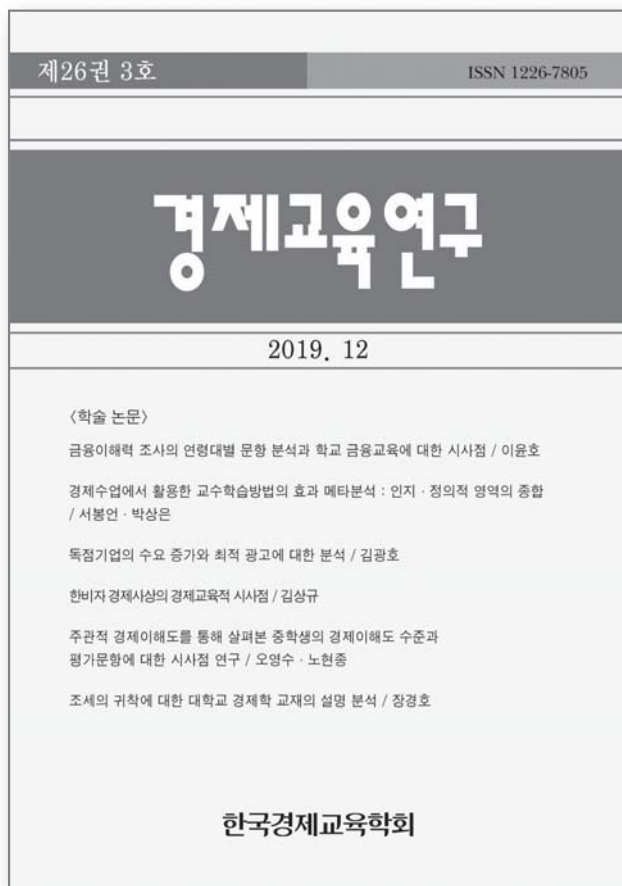 제26권 3호
ISSN 1226-7805
경제교육연구
2019. 12
〈학술 논문〉
금융이해력 조사의 연령대별 문항 분석과 학교 금융교육에 대한 시사점 / 이윤호
경제수업에서 활용한 교수학습방법의 효과 메타분석 : 인지 · 정의적 영역의 종합
/ 서봉언 · 박상은
독점기업의 수요 증가와 최적 광고에 대한 분석 / 김광호
한비자 경제사상의 경제교육적 시사점 / 김상규
주관적 경제이해도를 통해 살펴본 중학생의 경제이해도 수준과
평가문항에 대한 시사점 연구 / 오영수 · 노현종
조세의 귀착에 대한 대학교 경제학 교재의 설명 분석 / 장경호
한국경제교육학회